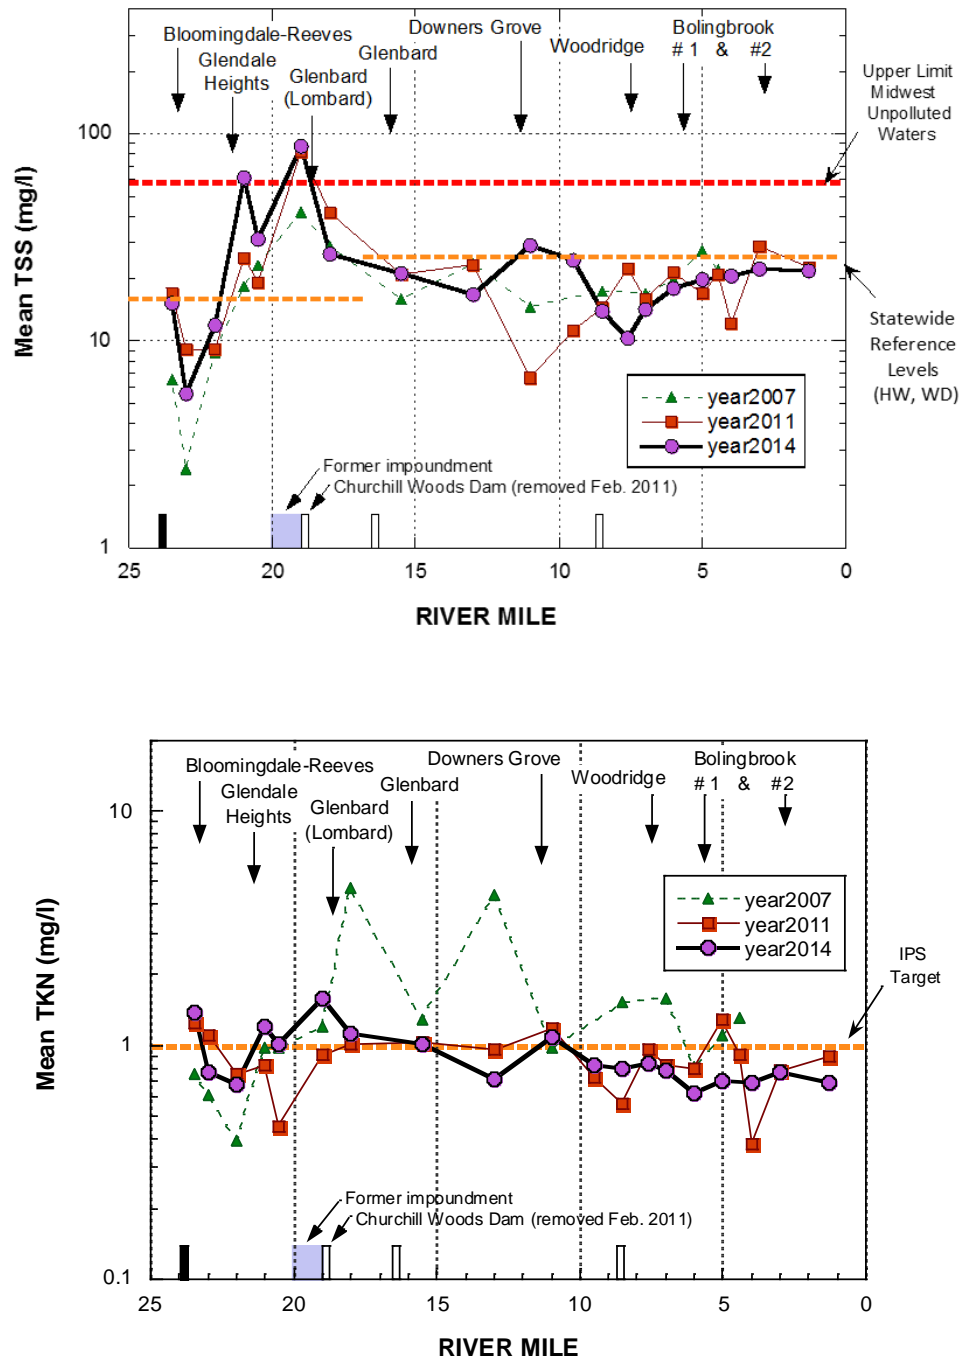 Bloomingdale-Reeves
Glendale
Heights
Glenbard
(Lombard)
Glenbard
Downers Grove
Woodridge
Bolingbrook
# 1 & #2
Upper Limit
Midwest
Unpolluted
Waters
Mean TSS (mg/l)
100
10
1
Statewide
Reference
Levels
(HW, WD)
year2007
year2011
year2014
Former impoundment
Churchill Woods Dam (removed Feb. 2011)
25 20 15 10 5 0
RIVER MILE
Bloomingdale-Reeves
Glendale
Heights
Glenbard
(Lombard)
Glenbard
Downers Grove
Woodridge
Bolingbrook
# 1 & #2
Mean TKN (mg/l)
10
1
0.1
year2007
year2011
year2014
IPS
Target
Former impoundment
Churchill Woods Dam (removed Feb. 2011)
25 20 15 10 5 0
RIVER MILE